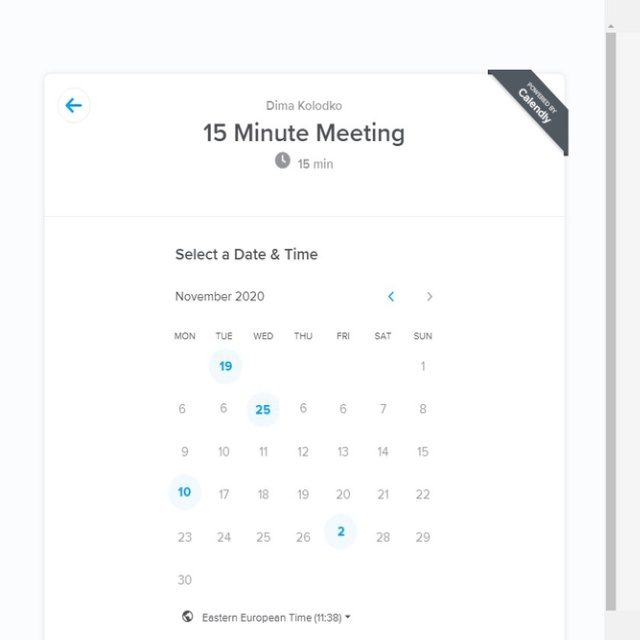 POWERED BY
Calendly
Dima Kolodko
15 Minute Meeting
15 min
Select a Date & Time
November 2020
MON TUE WED THU FRI SAT SUN
19 1
6 6 25 6 6 7 8
9 10 11 12 13 14 15
10 17 18 19 20 21 22
23 24 25 26 2 28 29
30
Eastern European Time (11:38)